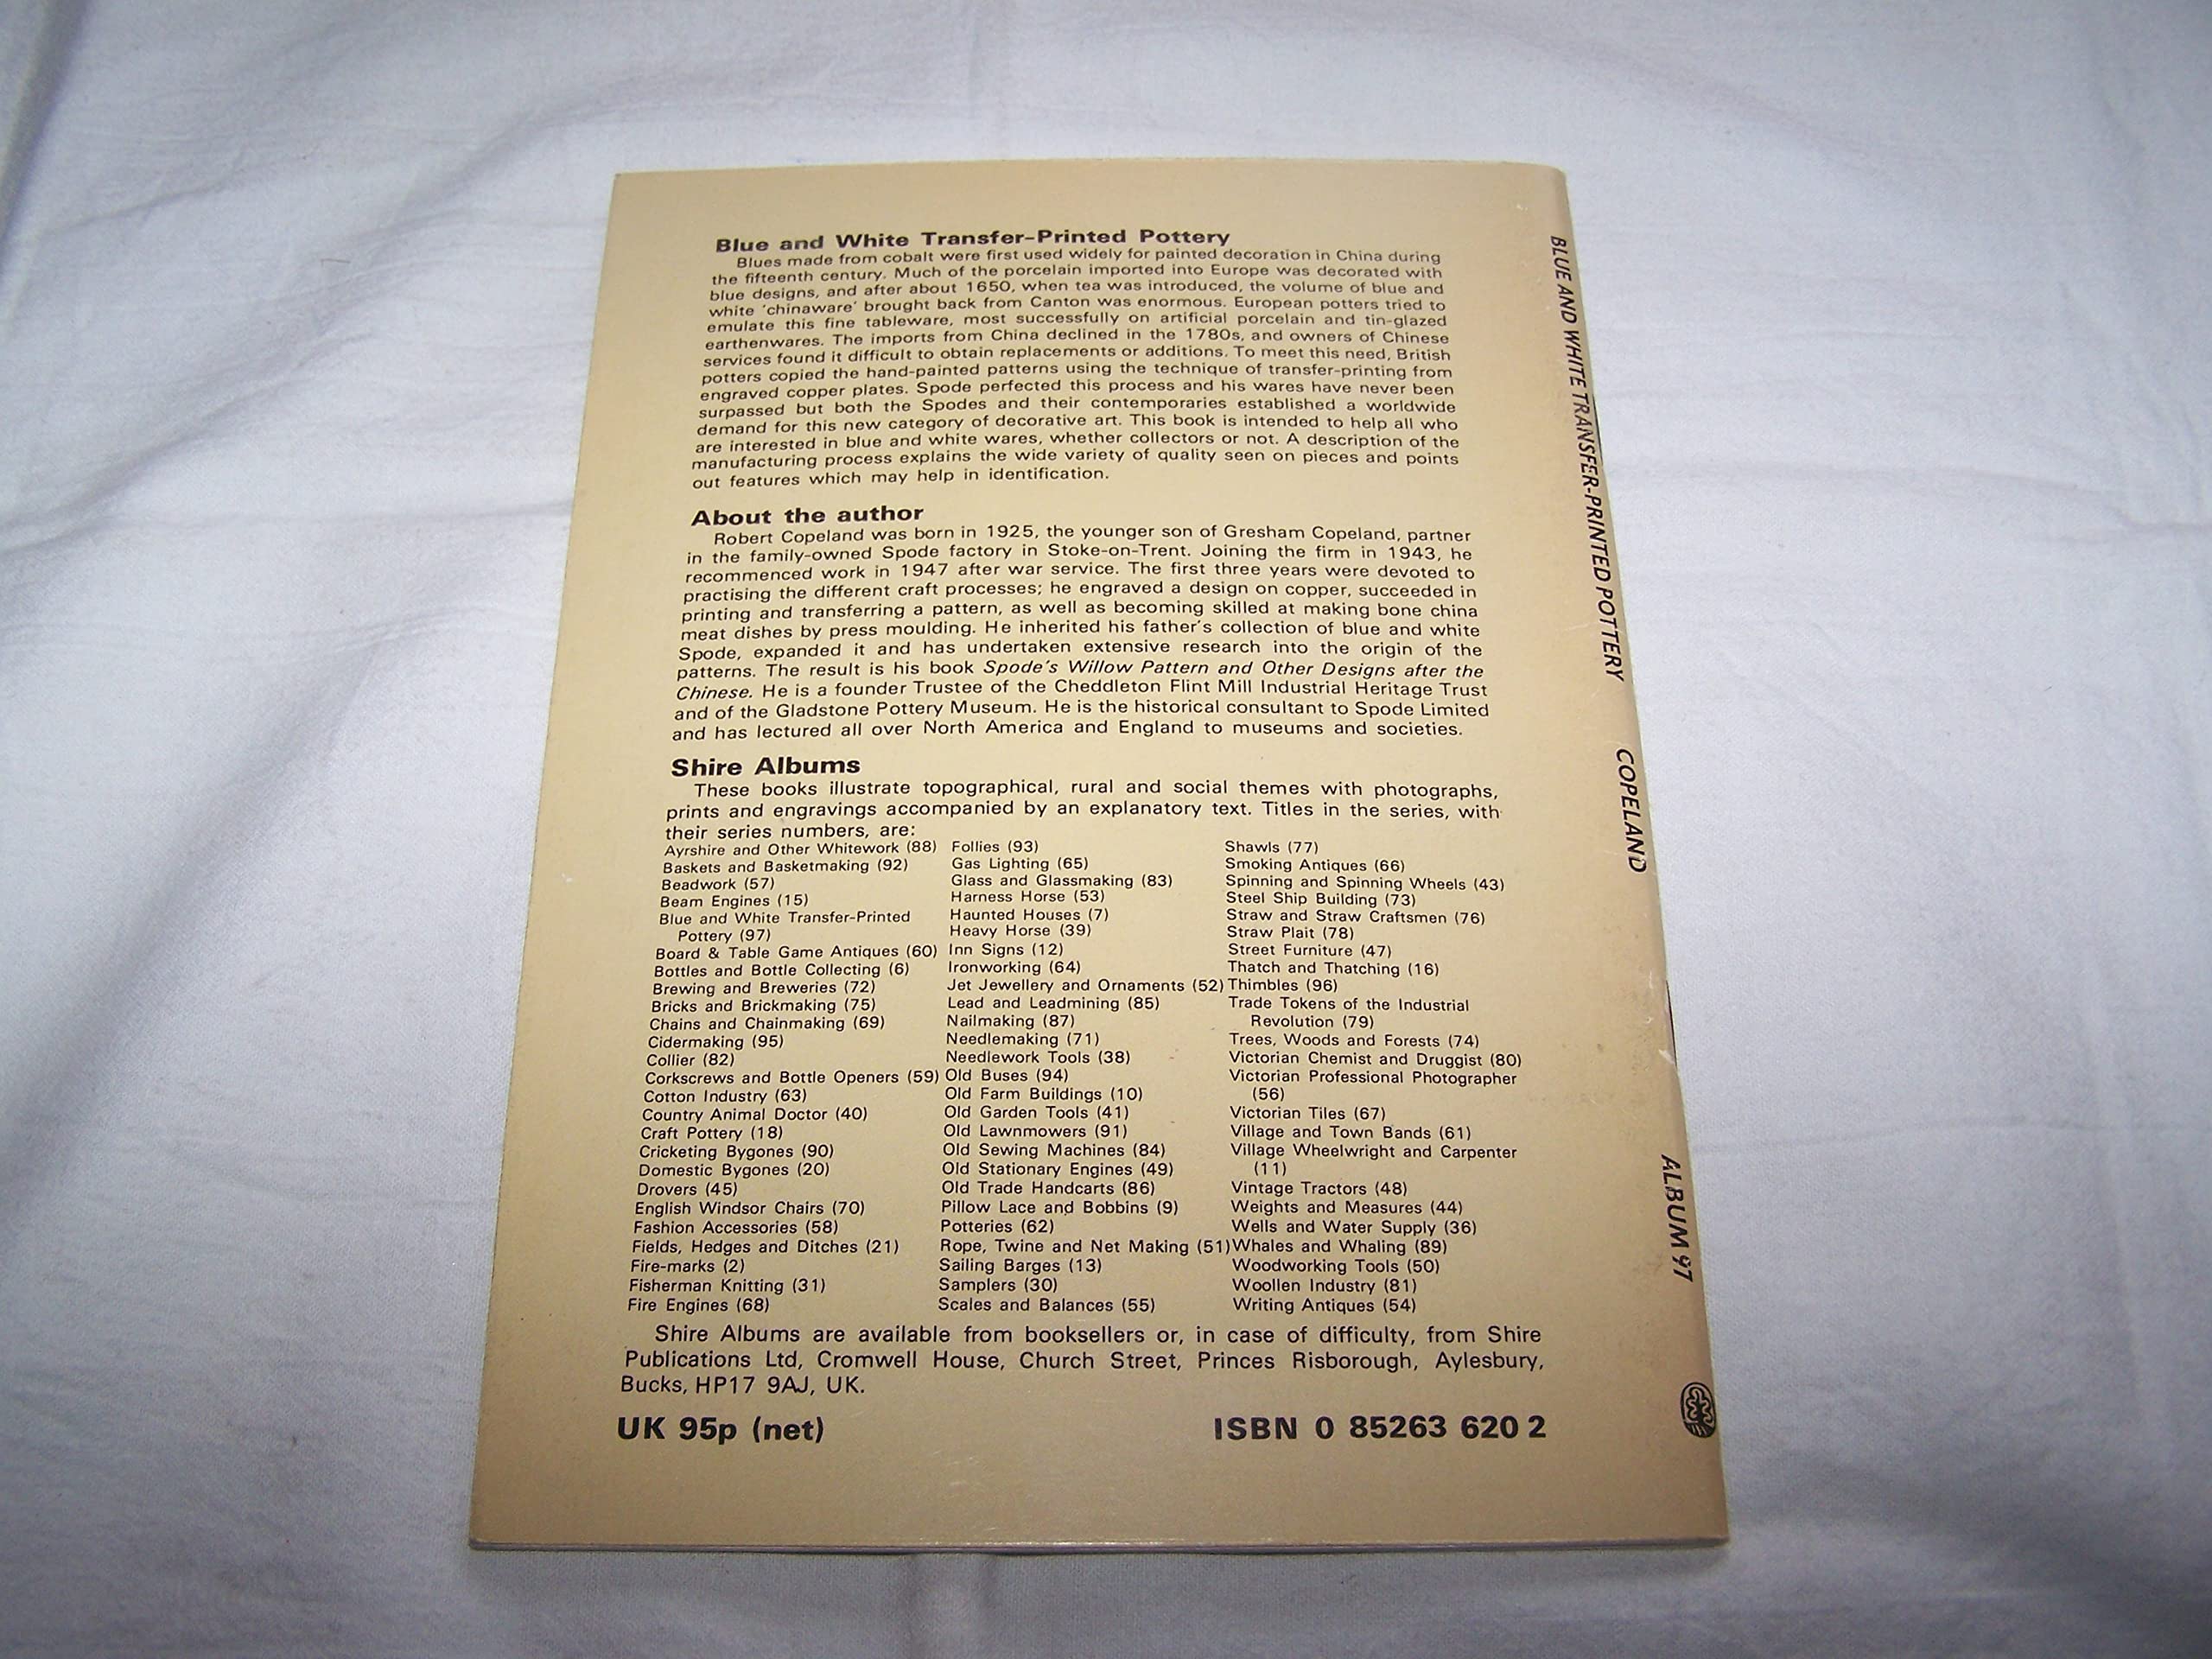 Blue and White Transfer-Printed Pottery
Blues made from cobalt were first used widely for painted decoration in China during
the fifteenth century. Much of the porcelain imported into Europe was decorated with
blue designs, and after about 1650, when tea was introduced, the volume of blue and
white 'chinaware' brought back from Canton was enormous. European potters tried to
emulate this fine tableware, most successfully on artificial porcelain and tin-glazed
earthenwares. The imports from China declined in the 1780s, and owners of Chinese
services found it difficult to obtain replacements or additions. To meet this need, British
potters copied the hand-painted patterns using the technique of transfer-printing from
engraved copper plates. Spode perfected this process and his wares have never been
surpassed but both the Spodes and their contemporaries established a worldwide
demand for this new category of decorative art. This book is intended to help all who
are interested in blue and white wares, whether collectors or not. A description of the
manufacturing process explains the wide variety of quality seen on pieces and points
out features which may help in identification.
About the author
Robert Copeland was born in 1925, the younger son of Gresham Copeland, partner
in the family-owned Spode factory in Stoke-on-Trent. Joining the firm in 1943, he
recommenced work in 1947 after war service. The first three years were devoted to
practising the different craft processes; he engraved a design on copper, succeeded in
printing and transferring a pattern, as well as becoming skilled at making bone china
meat dishes by press moulding. He inherited his father's collection of blue and white
Spode, expanded it and has undertaken extensive research into the origin of the
patterns. The result is his book Spode's Willow Pattern and Other Designs after the
Chinese. He is a founder Trustee of the Cheddleton Flint Mill Industrial Heritage Trust
and of the Gladstone Pottery Museum. He is the historical consultant to Spode Limited
and has lectured all over North America and England to museums and societies.
Shire Albums
These books illustrate topographical, rural and social themes with photographs,
prints and engravings accompanied by an explanatory text. Titles in the series, with
their series numbers, are:
Ayrshire and Other Whitework (88)
Baskets and Basketmaking (92)
Beadwork (57)
Beam Engines (15)
Blue and White Transfer-Printed
Pottery (97)
Board & Table Game Antiques (60)
Bottles and Bottle Collecting (6)
Brewing and Breweries (72)
Bricks and Brickmaking (75)
Chains and Chainmaking (69)
Cidermaking (95)
Collier (82)
Corkscrews and Bottle Openers (59)
Cotton Industry (63)
Country Animal Doctor (40)
Craft Pottery (18)
Cricketing Bygones (90)
Domestic Bygones (20)
Drovers (45)
English Windsor Chairs (70)
Fashion Accessories (58)
Fields, Hedges and Ditches (21)
Fire-marks (2)
Fisherman Knitting (31)
Fire Engines (68)
Follies (93)
Gas Lighting (65)
Glass and Glassmaking (83)
Harness Horse (53)
Haunted Houses (7)
Heavy Horse (39)
Inn Signs (12)
Ironworking (64)
Jet Jewellery and Ornaments (52)
Lead and Leadmining (85)
Nailmaking (87)
Needlemaking (71)
Needlework Tools (38)
Old Buses (94)
Old Farm Buildings (10)
Old Garden Tools (41)
Old Lawnmowers (91)
Old Sewing Machines (84)
Old Stationary Engines (49)
Old Trade Handcarts (86)
Pillow Lace and Bobbins (9)
Potteries (62)
Rope, Twine and Net Making (51)
Sailing Barges (13)
Samplers (30)
Scales and Balances (55)
Shawls (77)
Smoking Antiques (66)
Spinning and Spinning Wheels (43)
Steel Ship Building (73)
Straw and Straw Craftsmen (76)
Straw Plait (78)
Street Furniture (47)
Thatch and Thatching (16)
Thimbles (96)
Trade Tokens of the Industrial
Revolution (79)
Trees, Woods and Forests (74)
Victorian Chemist and Druggist (80)
Victorian Professional Photographer
(56)
Victorian Tiles (67)
Village and Town Bands (61)
Village Wheelwright and Carpenter
(11)
Vintage Tractors (48)
Weights and Measures (44)
Wells and Water Supply (36)
Whales and Whaling (89)
Woodworking Tools (50)
Woollen Industry (81)
Writing Antiques (54)
Shire Albums are available from booksellers or, in case of difficulty, from Shire
Publications Ltd, Cromwell House, Church Street, Princes Risborough, Aylesbury,
Bucks, HP17 9AJ, UK.
UK 95p (net)
ISBN 0 85263 620 2
BLUE AND WHITE TRANSFER-PRINTED POTTERY COPELAND ALBUM 97